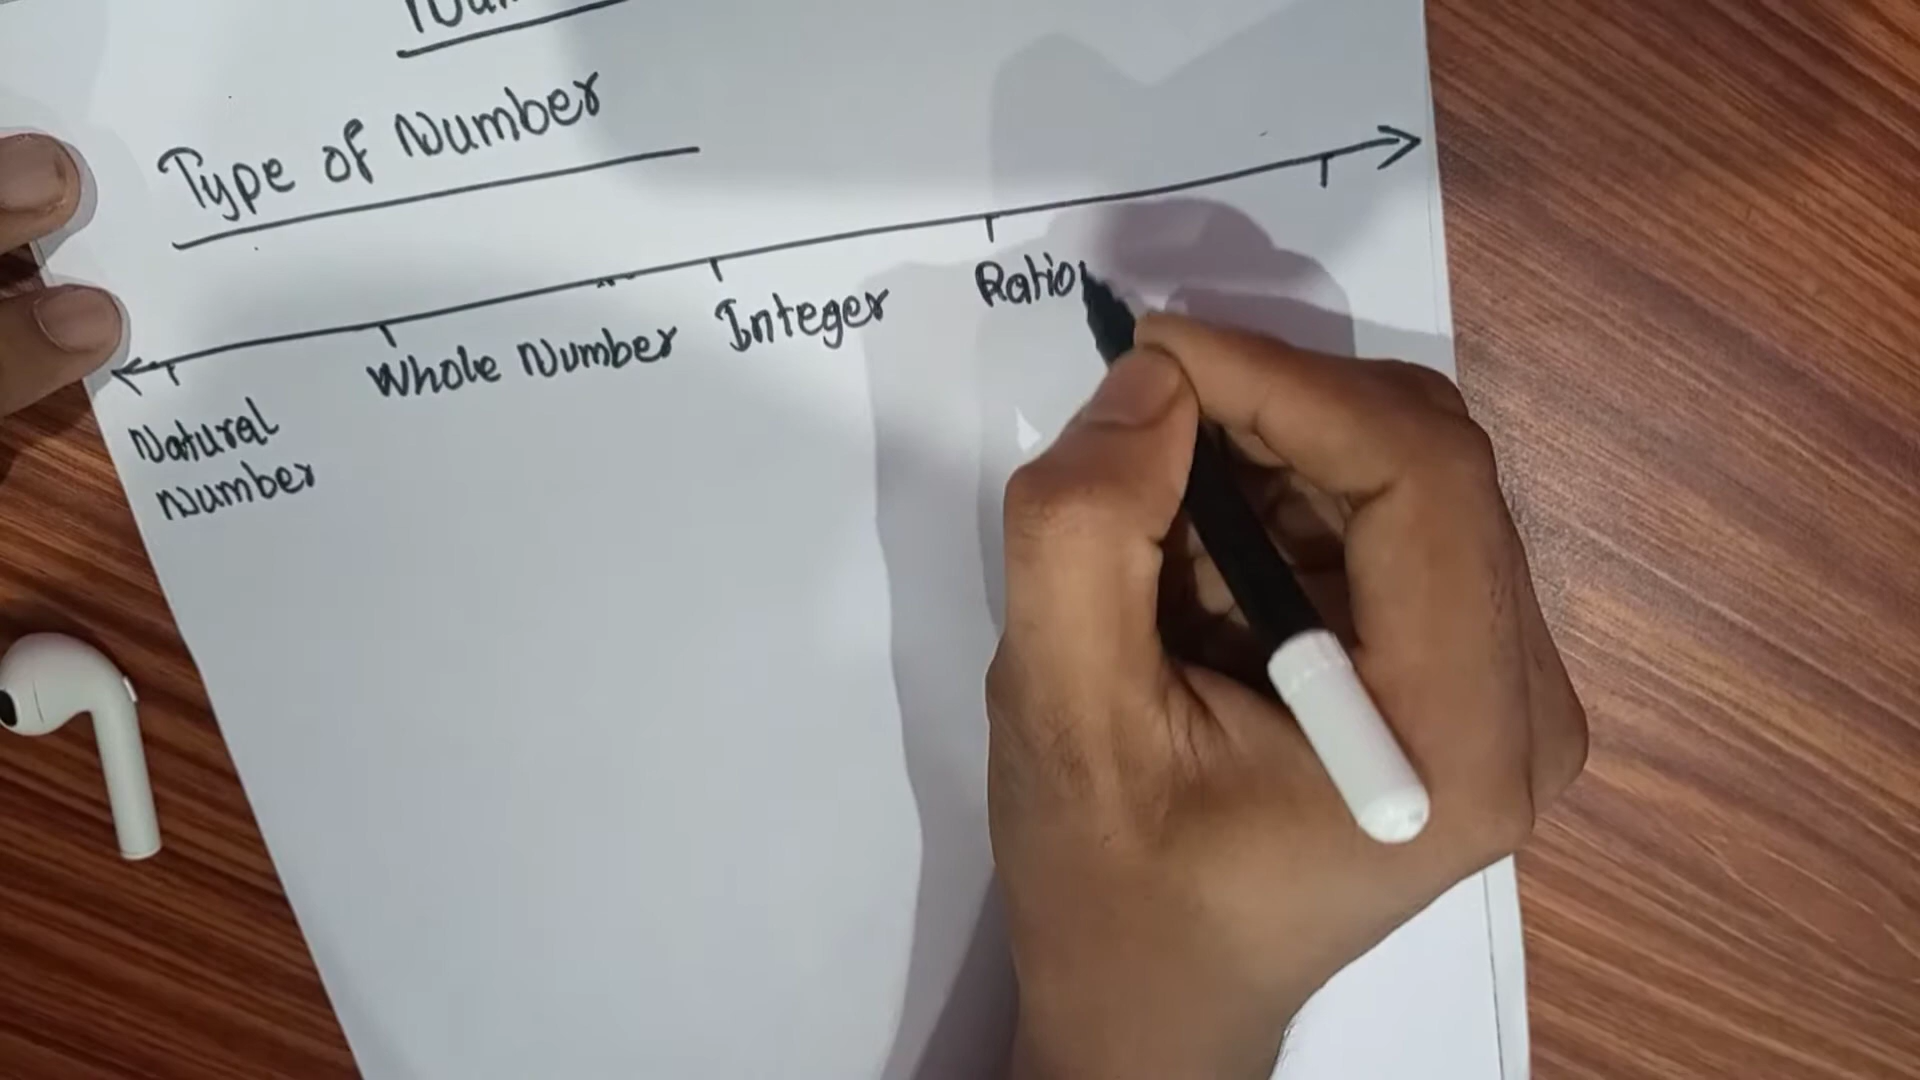 Type of Number
Natural
Number
Whole Number
Integer
Ratio